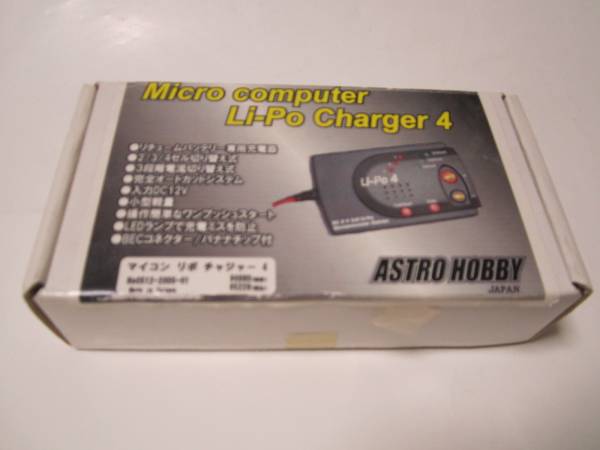 Micro computer
Li-Po Charger 4
●リチュームバッテリー専用充電器
●2/3/4セル切り替え式
●3段階電流切り替え式
●完全オートカットシステム
●入力DC12V
●小型軽量
●操作簡単なワンプッシュスタート
●LEDランプで充電ミスを防止
●BECコネクター/バナナチップ付
Li-Po 4
マイコン リポ チャジャー 4
ASTRO HOBBY
JAPAN